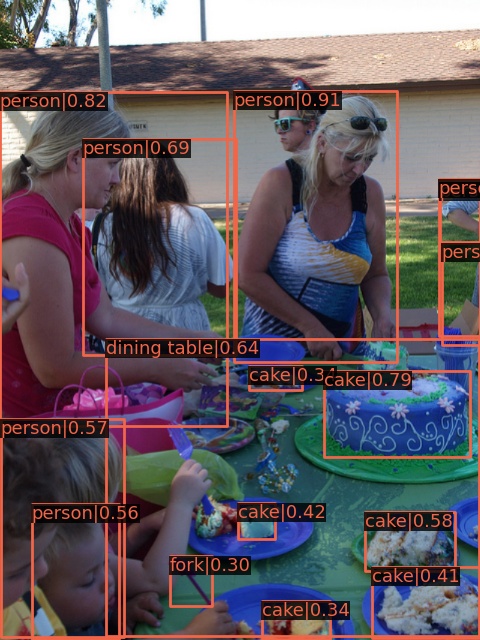 person|0.82
person|0.91
person|0.69
pers
pers
dining table|0.64
cake|0.34
cake|0.79
person|0.57
cake|0.42
person|0.56
cake|0.58
fork|0.30
cake|0.41
cake|0.34